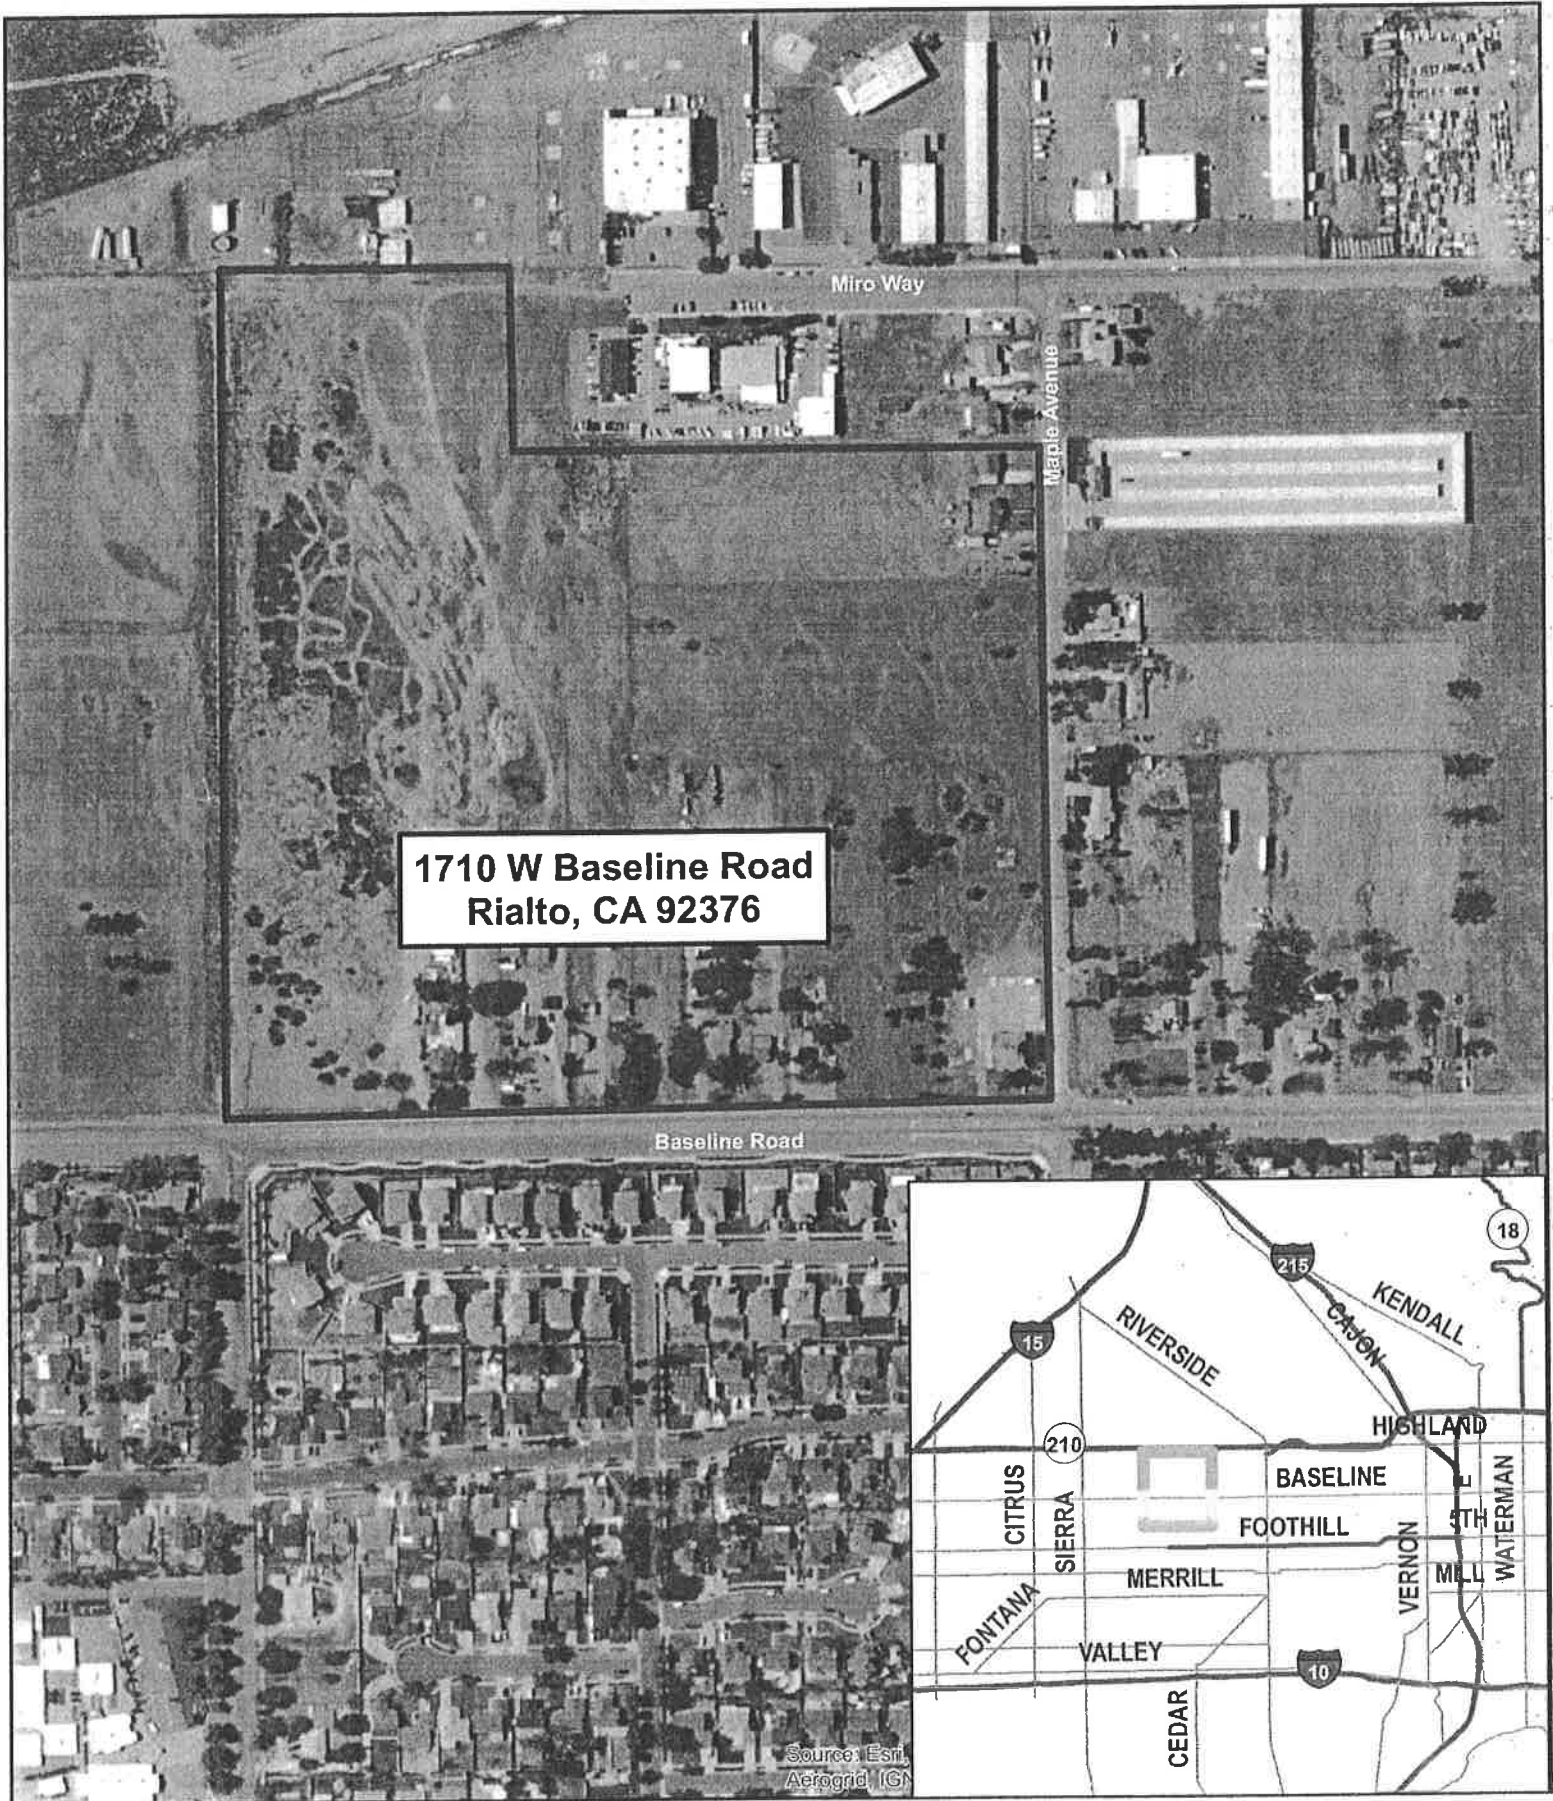 Miro Way
Maple Avenue
1710 W Baseline Road
Rialto, CA 92376
Baseline Road
18
215
KENDALL
CAJON
15
RIVERSIDE
HIGHLAND
210
BASELINE
CITRUS
SIERRA
E
WATERMAN
5TH
FOOTHILL
VERNON
MERRILL
MILL
FONTANA
VALLEY
10
CEDAR
Source: Esri,
Aerogrid, IGN